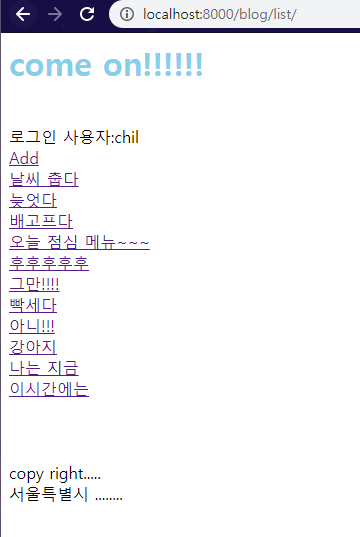 localhost:8000/blog/list/
come on!!!!!!
로그인 사용자:chil
Add
날씨 춥다
늦엇다
배고프다
오늘 점심 메뉴~~~
후후후후후
그만!!!!
빡세다
아니!!!
강아지
나는 지금
이시간에는
copy right.....
서울특별시 ........